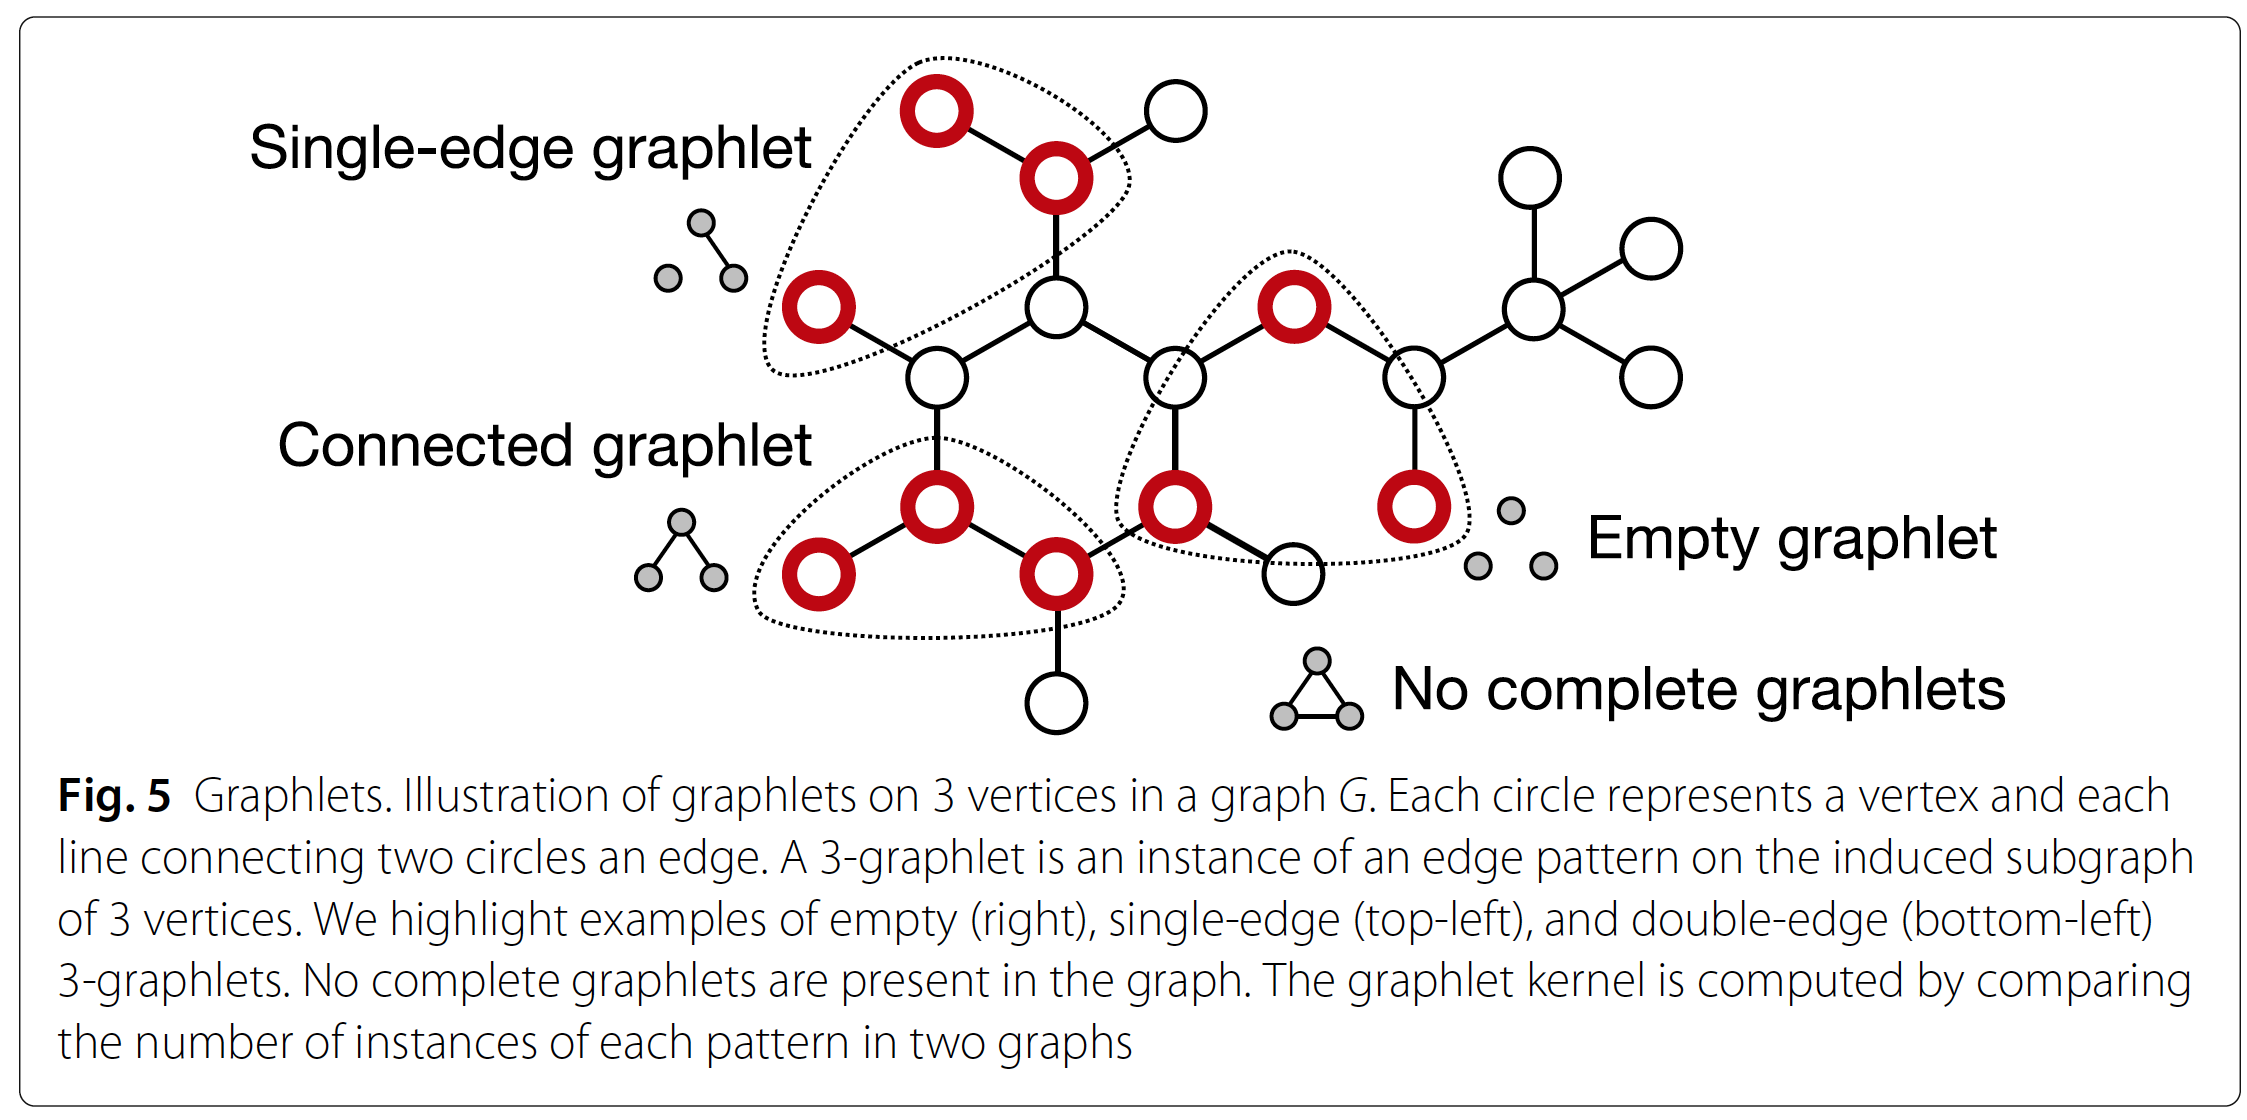 Single-edge graphlet
Connected graphlet
Empty graphlet
No complete graphlets
Fig. 5 Graphlets. Illustration of graphlets on 3 vertices in a graph G. Each circle represents a vertex and each
line connecting two circles an edge. A 3-graphlet is an instance of an edge pattern on the induced subgraph
of 3 vertices. We highlight examples of empty (right), single-edge (top-left), and double-edge (bottom-left)
3-graphlets. No complete graphlets are present in the graph. The graphlet kernel is computed by comparing
the number of instances of each pattern in two graphs